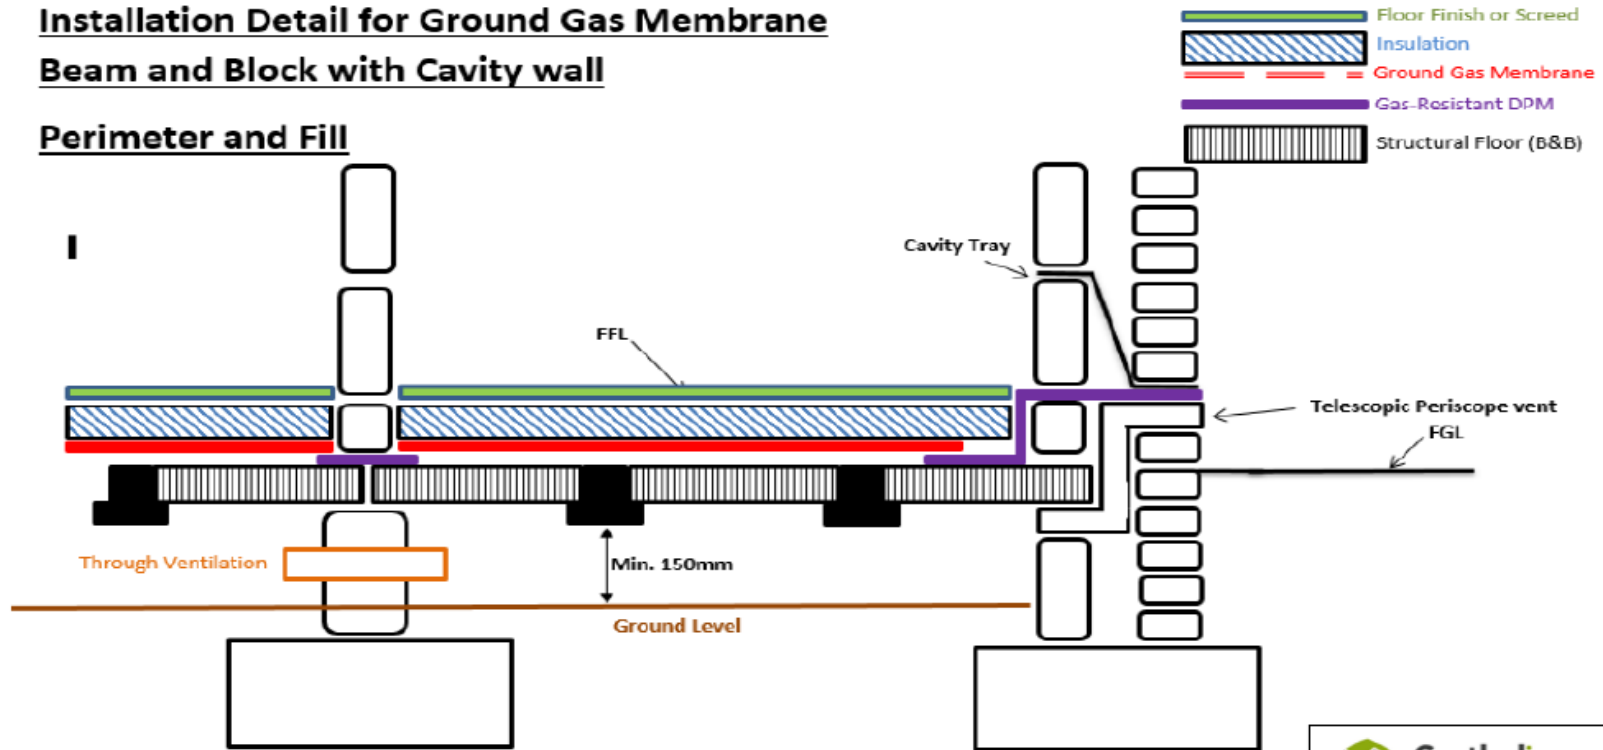 Installation Detail for Ground Gas Membrane
Beam and Block with Cavity wall
Perimeter and Fill
Floor Finish or Screed
Insulation
Ground Gas Membrane
Gas-Resistant DPM
Structural Floor (B&B)
I
Cavity Tray
FFL
Telescopic Periscope vent
FGL
Through Ventilation
Min. 150mm
Ground Level